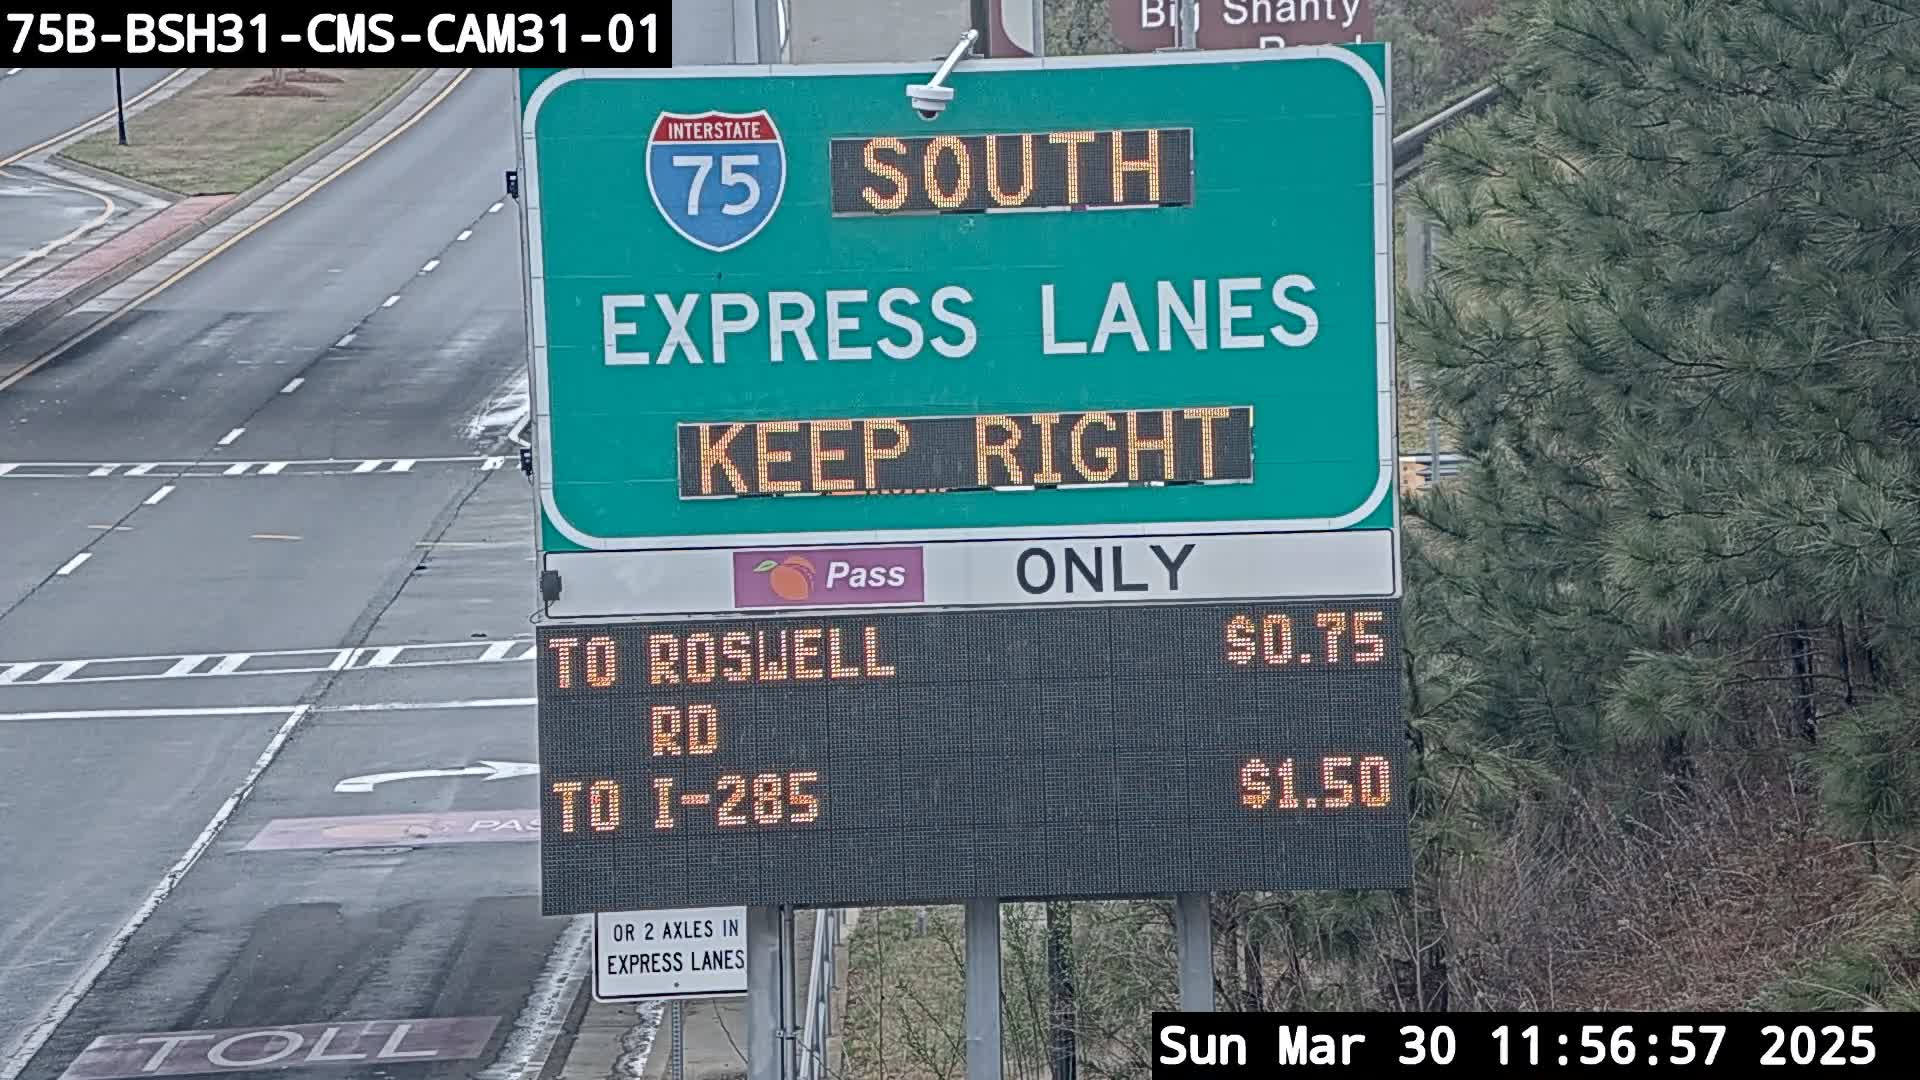 75B-BSH31-CMS-CAM31-01
Big Shanty
INTERSTATE
75
SOUTH
EXPRESS LANES
KEEP RIGHT
Pass
ONLY
TO ROSWELL $0.75
RD
TO I-285 $1.50
OR 2 AXLES IN
EXPRESS LANES
TOLL
Sun Mar 30 11:56:57 2025